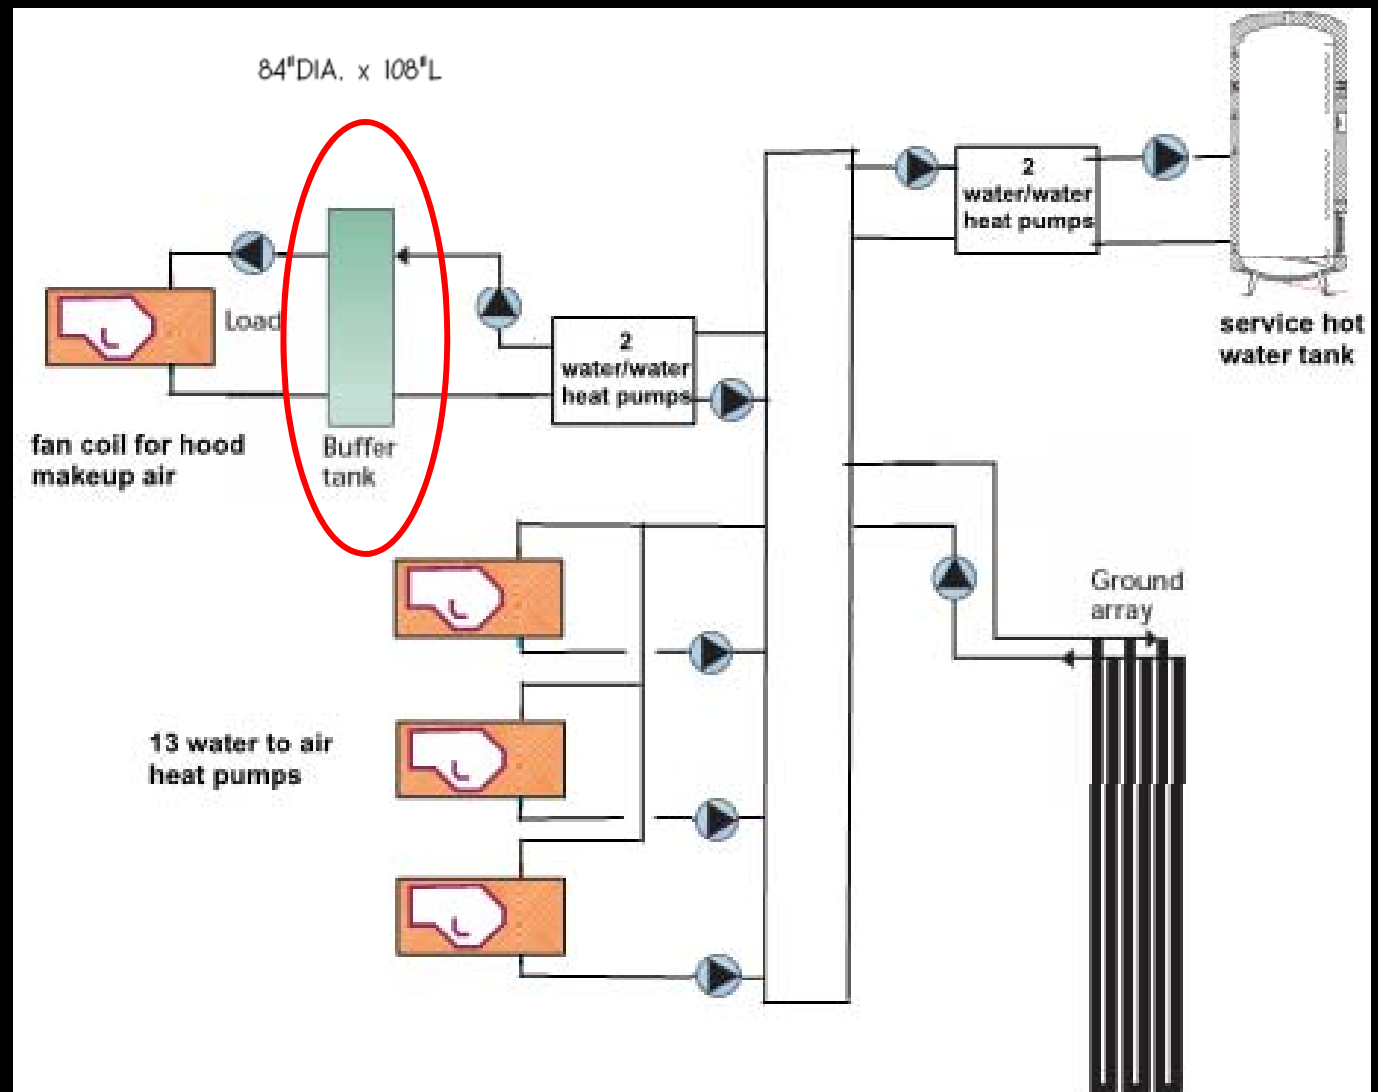 84"DIA. x 108"L
2
water/water
heat pumps
service hot
water tank
Load
2
water/water
heat pumps
fan coil for hood
makeup air
Buffer
tank
Ground
array
13 water to air
heat pumps